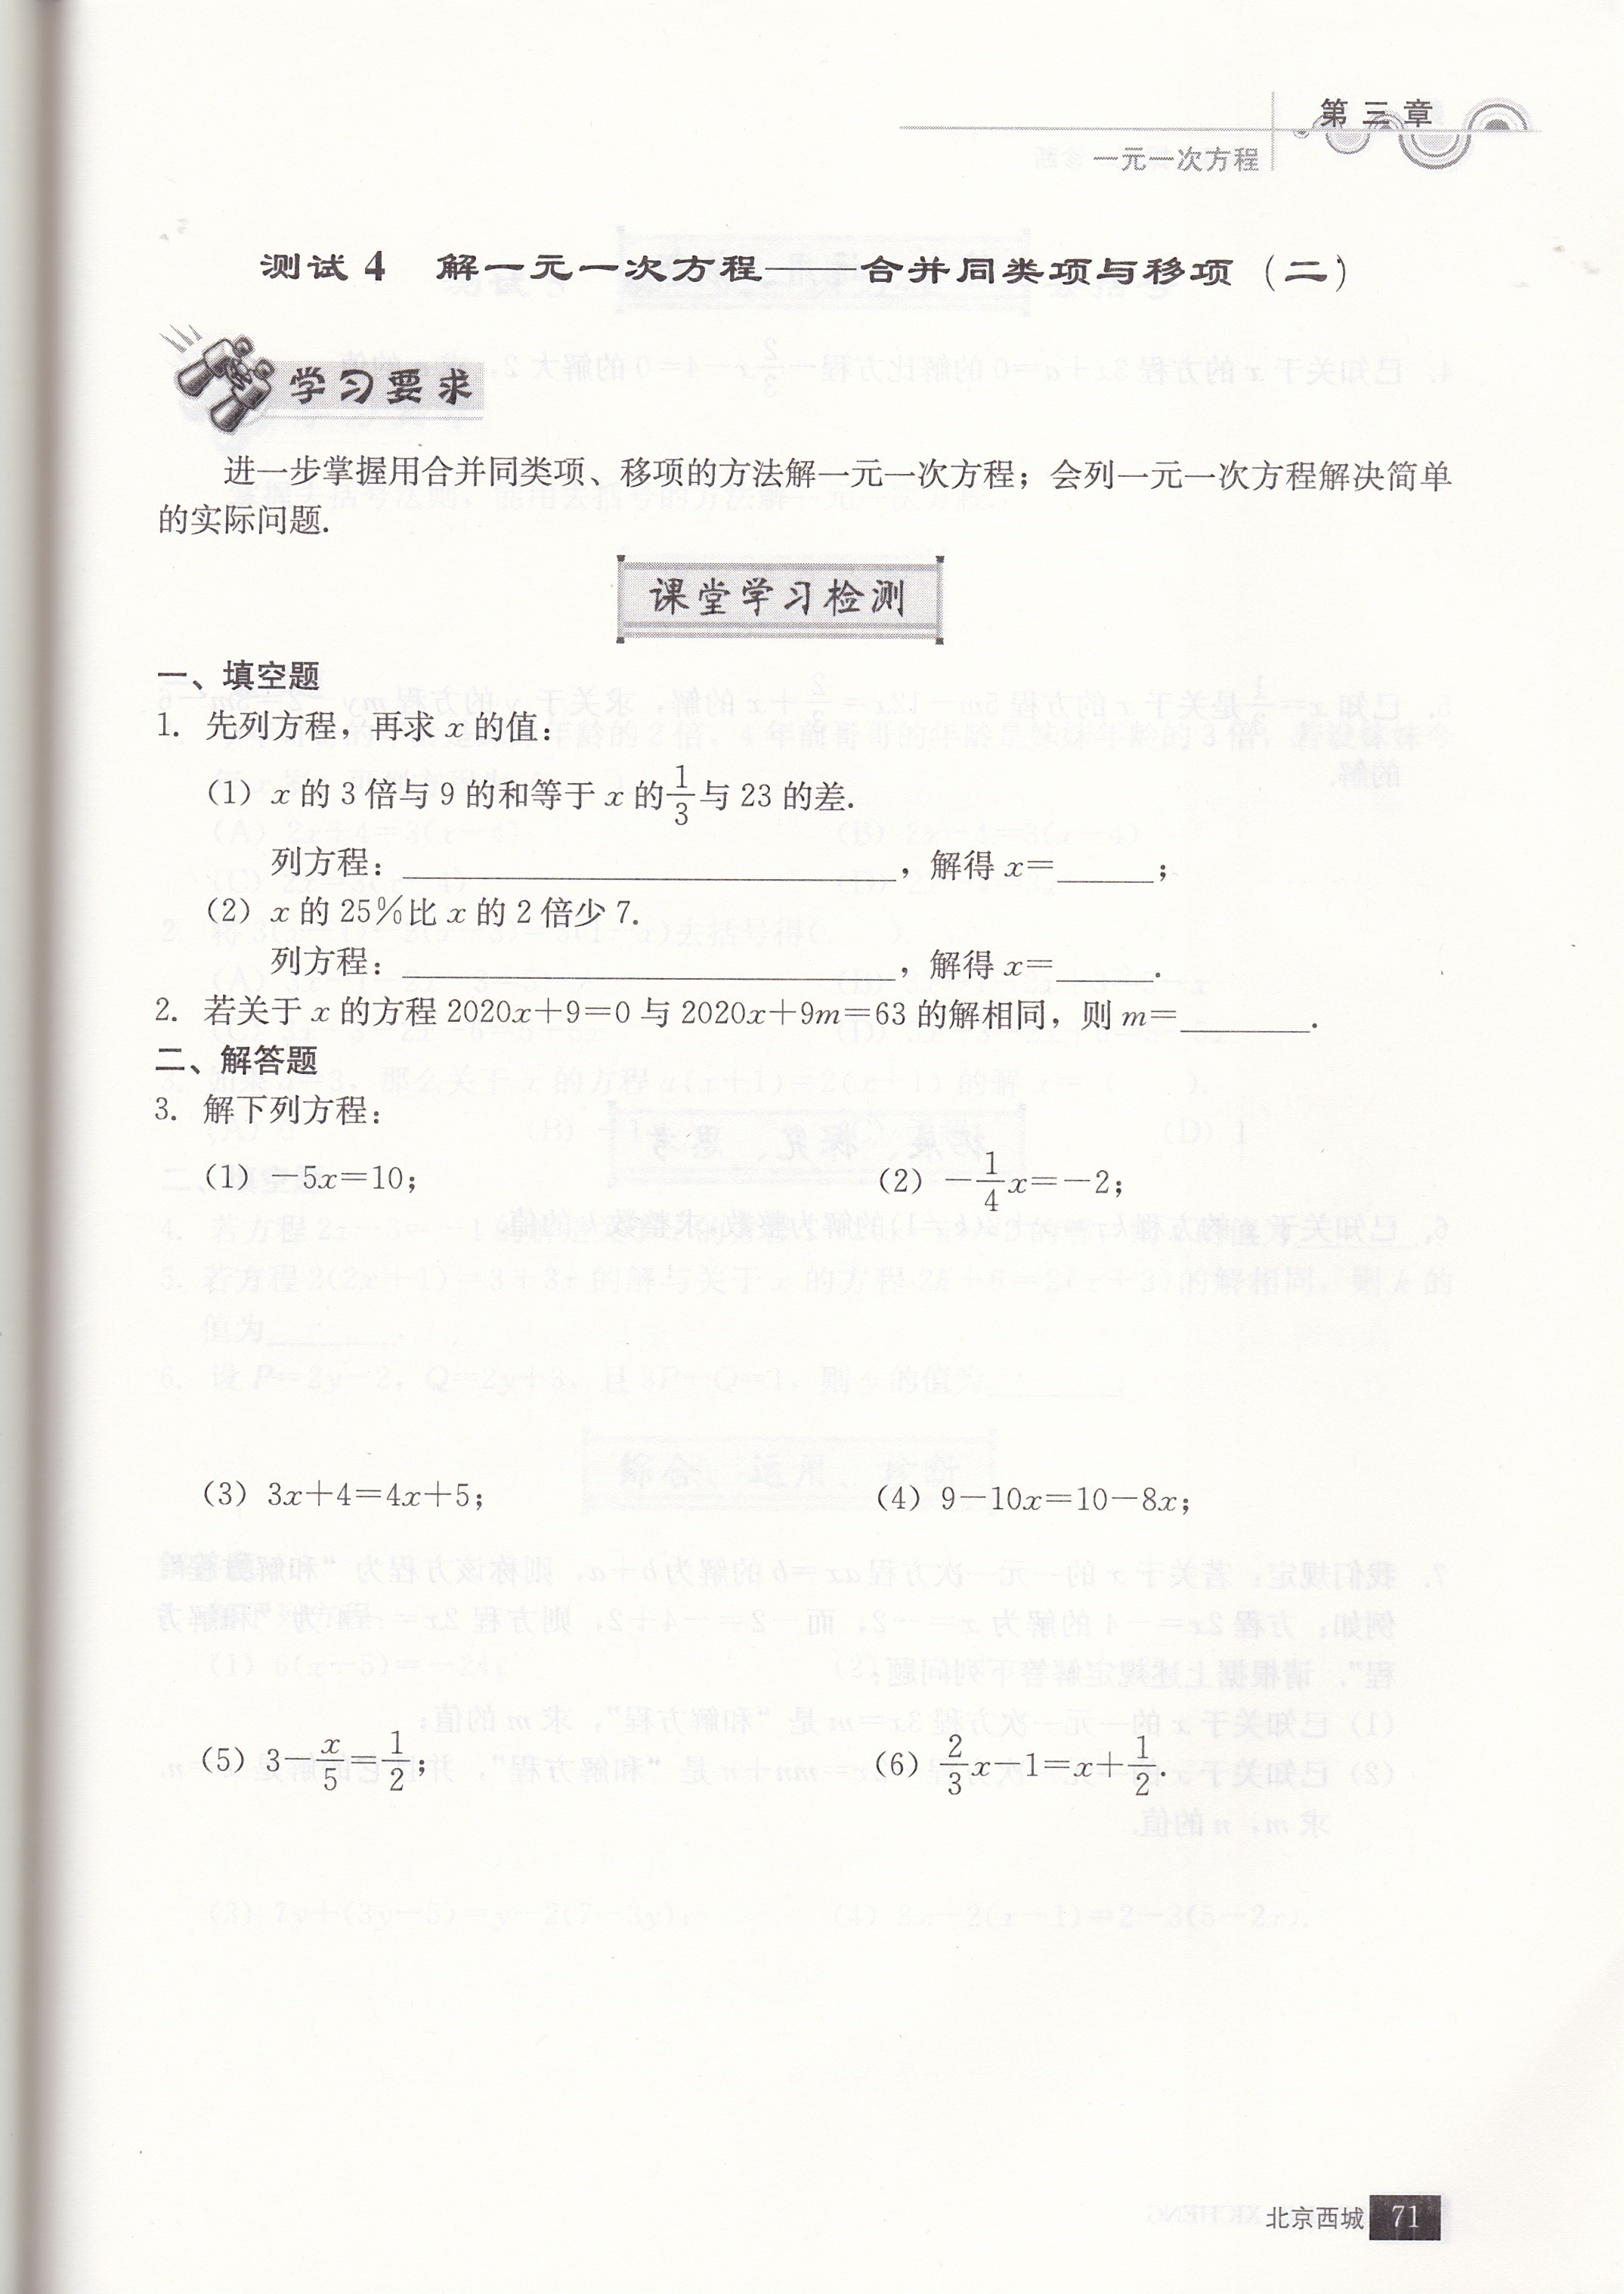 第三章
一元一次方程
测试 4 解一元一次方程——合并同类项与移项（二）
学习要求
进一步掌握用合并同类项、移项的方法解一元一次方程；会列一元一次方程解决简单
的实际问题.
课堂学习检测
一、填空题
1. 先列方程，再求 x 的值：
（1）x 的 3 倍与 9 的和等于 x 的 1/3 与 23 的差.
列方程：______________________，解得 x=______；
（2）x 的 25%比 x 的 2 倍少 7.
列方程：______________________，解得 x=______.
2. 若关于 x 的方程 2020x+9=0 与 2020x+9m=63 的解相同，则 m=________.
二、解答题
3. 解下列方程：
（1）-5x=10； （2）-1/4x=-2；
（3）3x+4=4x+5； （4）9-10x=10-8x；
（5）3-x/5=1/2； （6）2/3x-1=x+1/2.
北京西城 71